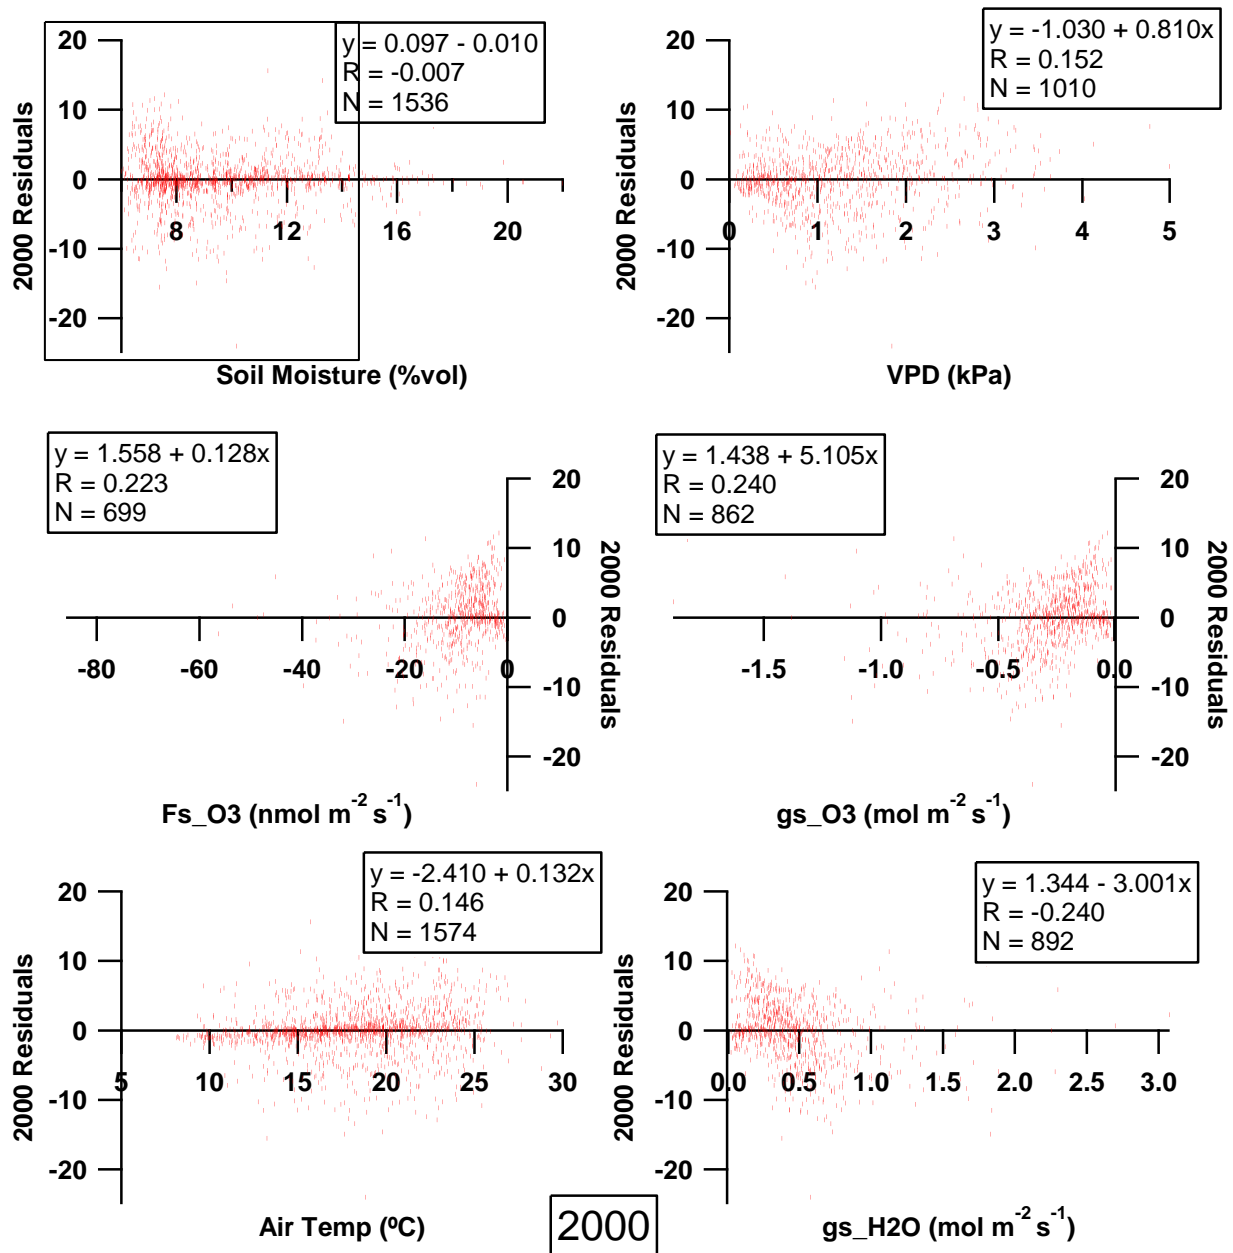 20
10
0
-10
-20
2000 Residuals
8
12
16
20
Soil Moisture (%vol)
y = 0.097 - 0.010
R = -0.007
N = 1536
20
10
0
-10
-20
2000 Residuals
0
1
2
3
4
5
VPD (kPa)
y = -1.030 + 0.810x
R = 0.152
N = 1010
y = 1.558 + 0.128x
R = 0.223
N = 699
20
10
0
-10
-20
2000 Residuals
-80
-60
-40
-20
0
Fs_O3 (nmol m-2 s-1)
y = 1.438 + 5.105x
R = 0.240
N = 862
20
10
0
-10
-20
2000 Residuals
-1.5
-1.0
-0.5
0.0
gs_O3 (mol m-2 s-1)
y = -2.410 + 0.132x
R = 0.146
N = 1574
20
10
0
-10
-20
2000 Residuals
5
10
15
20
25
30
Air Temp (ºC)
y = 1.344 - 3.001x
R = -0.240
N = 892
20
10
0
-10
-20
2000 Residuals
0.0
0.5
1.0
1.5
2.0
2.5
3.0
gs_H2O (mol m-2 s-1)
2000